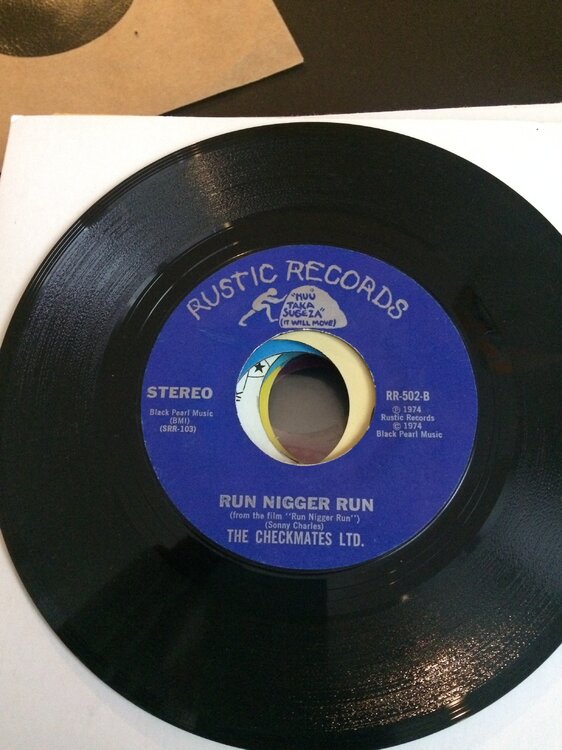 RUSTIC RECORDS
"NUU
TAKA
SUGEZA"
(IT WILL MOVE)
STEREO
Black Pearl Music
(BMI)
(SRR-103)
RR-502-B
℗ 1974
Rustic Records
© 1974
Black Pearl Music
RUN NIGGER RUN
(from the film "Run Nigger Run")
(Sonny Charles)
THE CHECKMATES LTD.